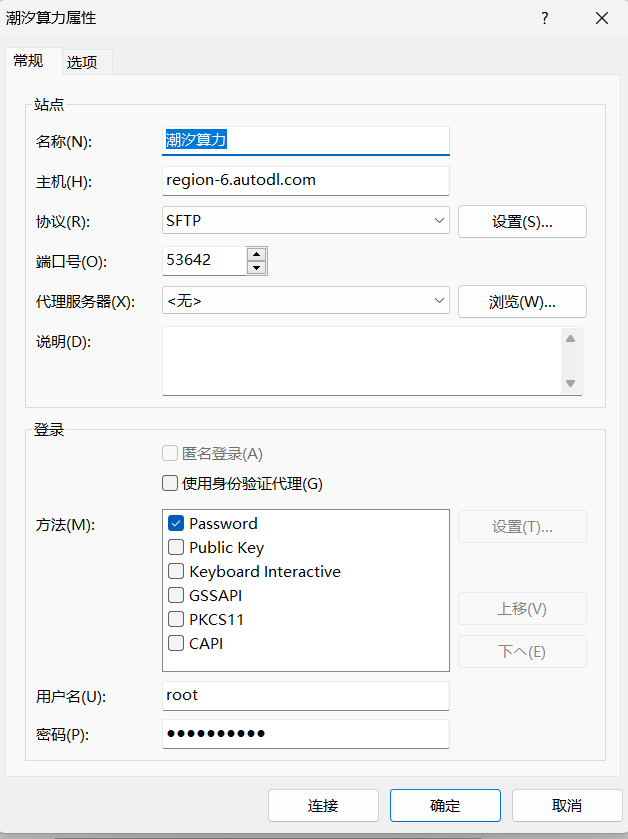 潮汐算力属性
?
常规 选项
站点
名称(N): 潮汐算力
主机(H): region-6.autodl.com
协议(R): SFTP 设置(S)...
端口号(O): 53642
代理服务器(X): <无> 浏览(W)...
说明(D):
登录
匿名登录(A)
使用身份验证代理(G)
方法(M): Password 设置(T)...
Public Key
Keyboard Interactive
GSSAPI 上移(V)
PKCS11
CAPI 下へ(E)
用户名(U): root
密码(P): ●●●●●●●●●●
连接 确定 取消